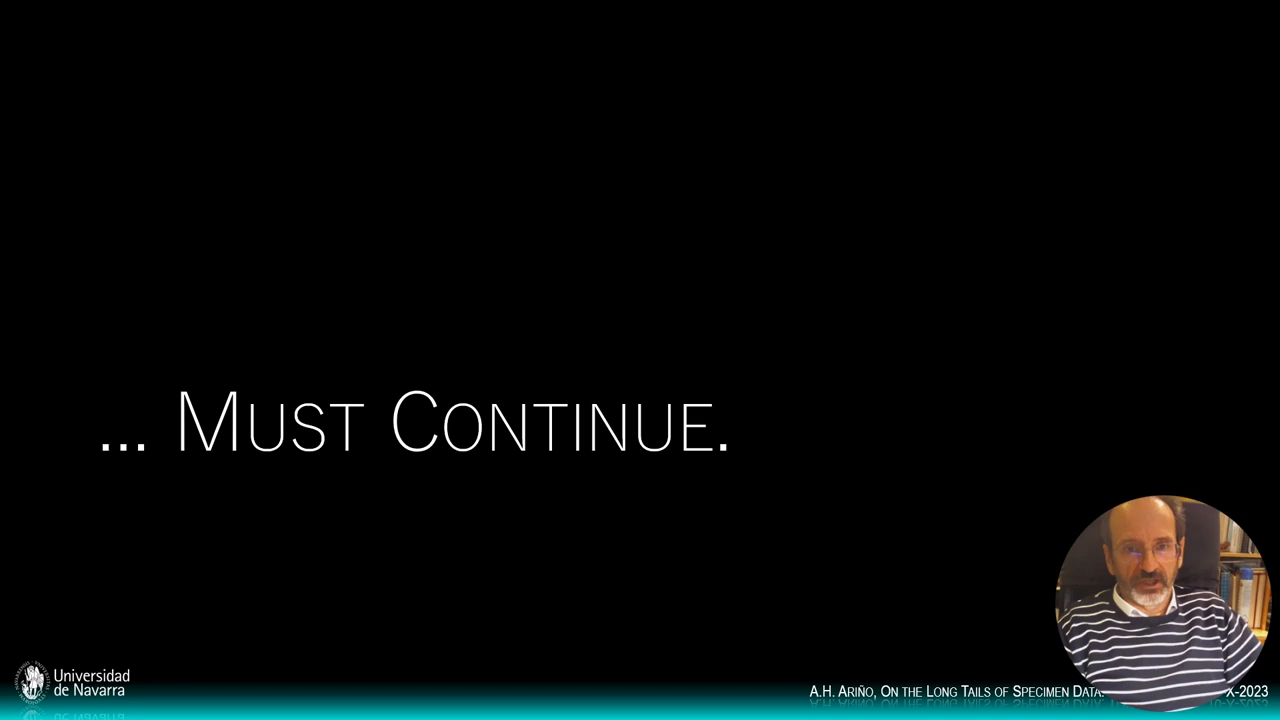 ... Must Continue.
Universidad
de Navarra
A.H. Ariño, On the Long Tails of Specimen Data. X-2023